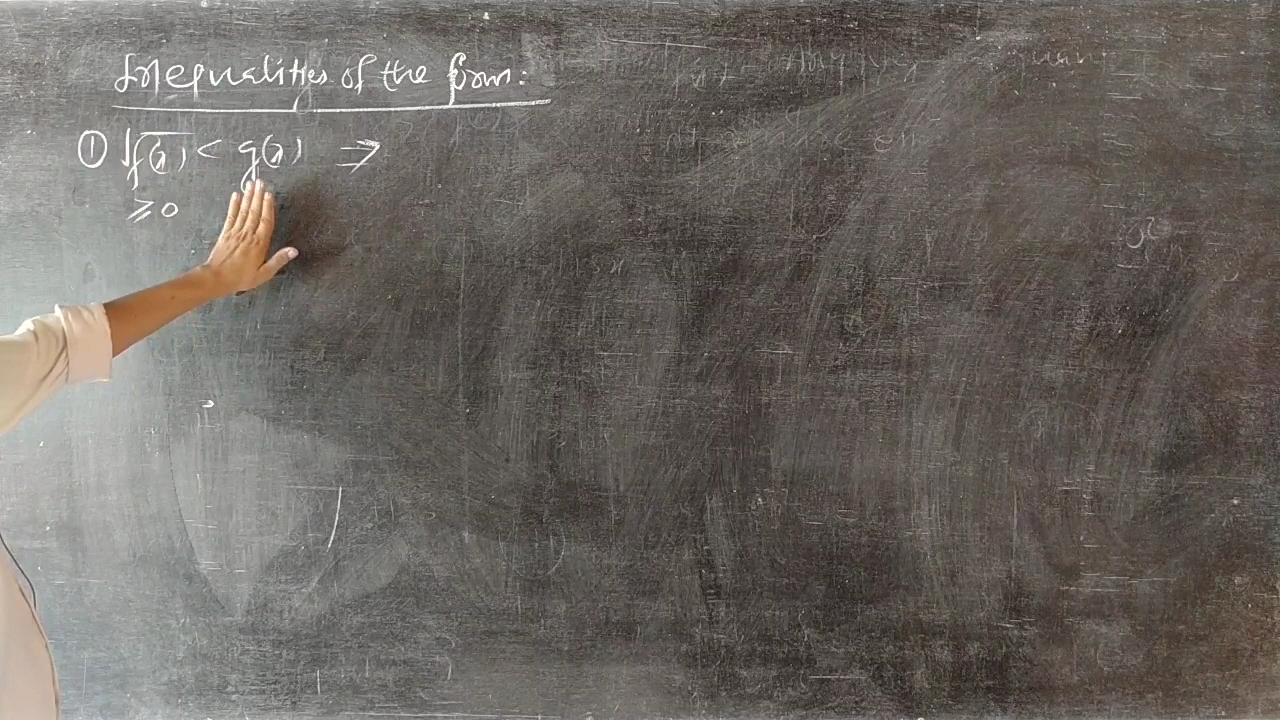 Inequalities of the form:
① √f(x) < g(x) ⇒
≥ 0